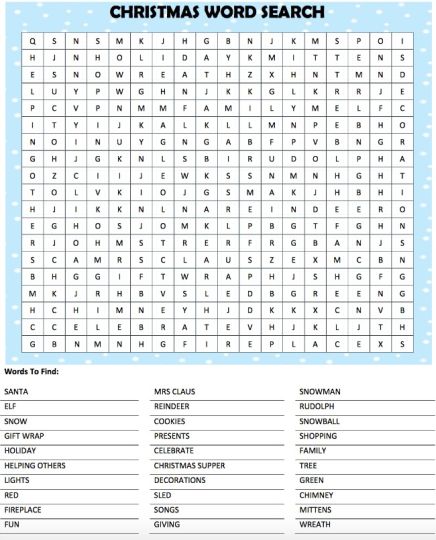 CHRISTMAS WORD SEARCH
Q S N S M K J H G B N J K M S P O I
H J N H O L I D A Y K M I T T E N S
E S N O W R E A T H Z X H N T M N D
L U Y P W G H N J K K G L K R R J E
P C V P N M M F A M I L Y M E L F C
I T Y I J K A L K L L M N P E B H O
N O I N U Y G N G A B F P V B N G R
G H J G K N L S B I R U D O L P H A
O Z C I I J E W K S S N M N H G H T
T O L V K I O J G S M A K J H B H I
H J I K K N L N A R E I N D E E R O
E G H O S J O M K L P B G T F G H N
R J O H M S T R E R F R G B A N J S
S C A M R S C L A U S Z E X M C B N
B H G G I F T W R A P H J S H G F G
M K J R H B V S L E D B G R E E N G
H C H I M N E Y H J D K K X C N V B
C C E L E B R A T E V H J K L J T H
G B N M N H G F I R E P L A C E X S
Words To Find:
SANTA MRS CLAUS SNOWMAN
ELF REINDEER RUDOLPH
SNOW COOKIES SNOWBALL
GIFT WRAP PRESENTS SHOPPING
HOLIDAY CELEBRATE FAMILY
HELPING OTHERS CHRISTMAS SUPPER TREE
LIGHTS DECORATIONS GREEN
RED SLED CHIMNEY
FIREPLACE SONGS MITTENS
FUN GIVING WREATH